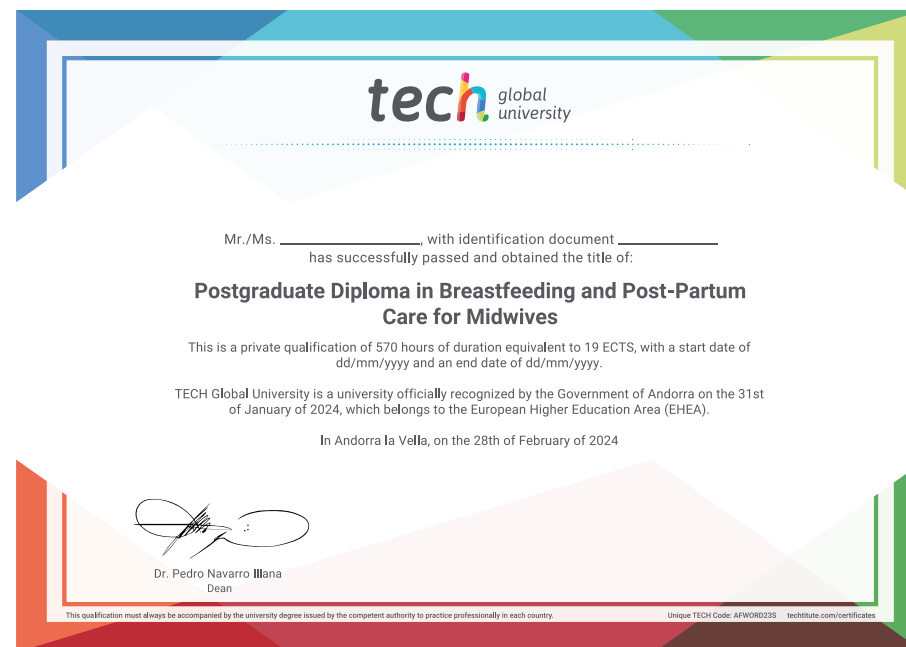 tech global
university
Mr./Ms. ____________, with identification document ____________
has successfully passed and obtained the title of:
Postgraduate Diploma in Breastfeeding and Post-Partum
Care for Midwives
This is a private qualification of 570 hours of duration equivalent to 19 ECTS, with a start date of
dd/mm/yyyy and an end date of dd/mm/yyyy.
TECH Global University is a university officially recognized by the Government of Andorra on the 31st
of January of 2024, which belongs to the European Higher Education Area (EHEA).
In Andorra la Vella, on the 28th of February of 2024
Dr. Pedro Navarro Illana
Dean
This qualification must always be accompanied by the university degree issued by the competent authority to practice professionally in each country.
Unique TECH Code: AFWORD23S techtitute.com/certificates